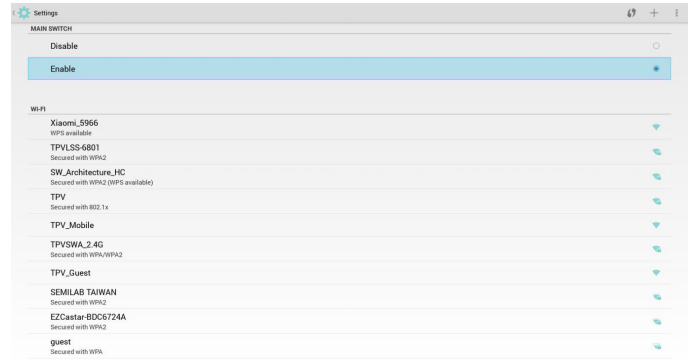 Settings
MAIN SWITCH
Disable
Enable
WI-FI
Xiaomi_5966
WPS available
TPVLSS-6801
Secured with WPA2
SW_Architecture_HC
Secured with WPA2 (WPS available)
TPV
Secured with 802.1x
TPV_Mobile
TPVSWA_2.4G
Secured with WPA/WPA2
TPV_Guest
SEMILAB TAIWAN
Secured with WPA2
EZCastar-BDC6724A
Secured with WPA2
guest
Secured with WPA